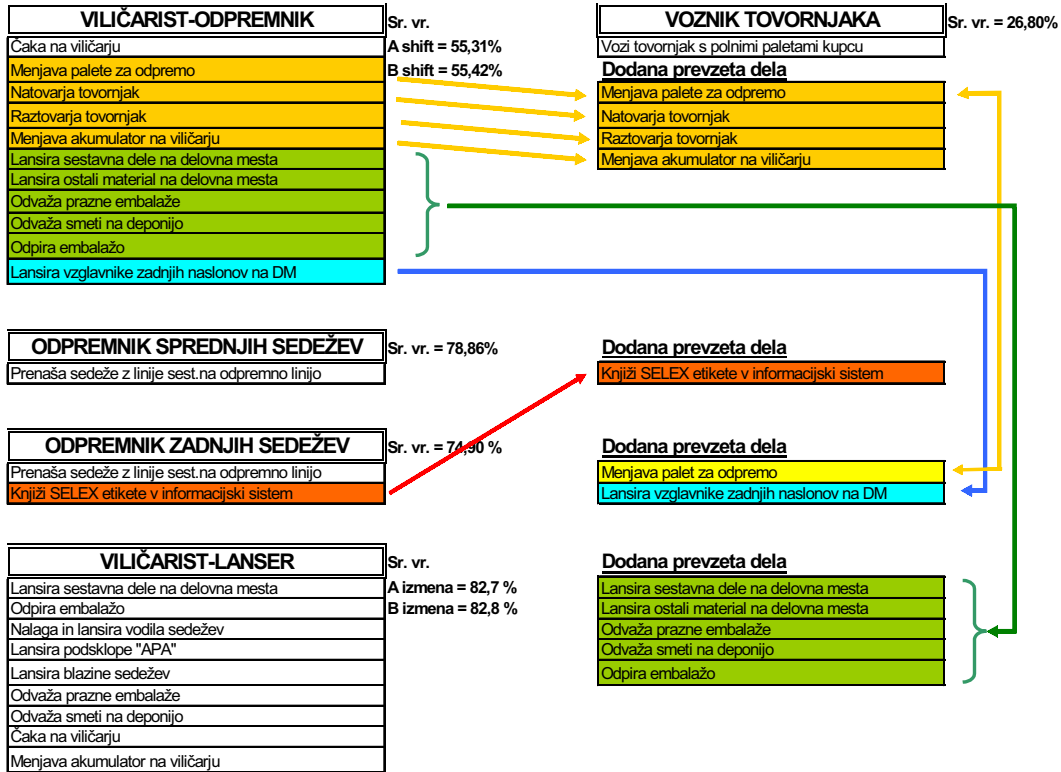 VILIČARIST-ODPREMNIK
Sr. vr.
Čaka na viličarju
A shift = 55,31%
Menjava palete za odpremo
B shift = 55,42%
Natovarja tovornjak
Raztovarja tovornjak
Menjava akumulator na viličarju
Lansira sestavna dele na delovna mesta
Lansira ostali material na delovna mesta
Odvaža prazne embalaže
Odvaža smeti na deponijo
Odpira embalažo
Lansira vzglavnike zadnjih naslonov na DM
VOZNIK TOVORNJAKA
Sr. vr. = 26,80%
Vozi tovornjak s polnimi paletami kupcu
Dodana prevzeta dela
Menjava palete za odpremo
Natovarja tovornjak
Raztovarja tovornjak
Menjava akumulator na viličarju
ODPREMNIK SPREDNJIH SEDEŽEV
Sr. vr. = 78,86%
Prenaša sedeže z linije sest.na odpremno linijo
Dodana prevzeta dela
Knjiži SELEX etikete v informacijski sistem
ODPREMNIK ZADNJIH SEDEŽEV
Sr. vr. = 74,90 %
Prenaša sedeže z linije sest.na odpremno linijo
Knjiži SELEX etikete v informacijski sistem
Dodana prevzeta dela
Menjava palet za odpremo
Lansira vzglavnike zadnjih naslonov na DM
VILIČARIST-LANSER
Sr. vr.
Lansira sestavna dele na delovna mesta
A izmena = 82,7 %
Odpira embalažo
B izmena = 82,8 %
Nalaga in lansira vodila sedežev
Lansira podsklope "APA"
Lansira blazine sedežev
Odvaža prazne embalaže
Odvaža smeti na deponijo
Čaka na viličarju
Menjava akumulator na viličarju
Dodana prevzeta dela
Lansira sestavna dele na delovna mesta
Lansira ostali material na delovna mesta
Odvaža prazne embalaže
Odvaža smeti na deponijo
Odpira embalažo